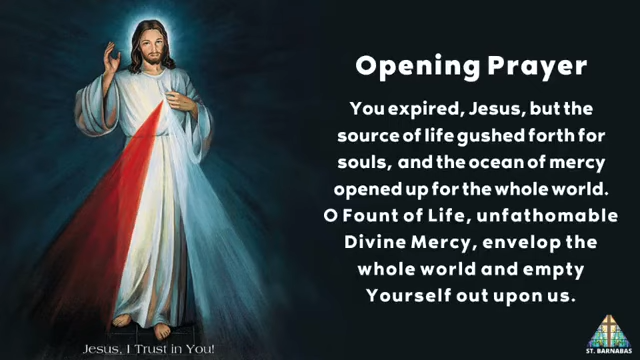 Opening Prayer
You expired, Jesus, but the
source of life gushed forth for
souls, and the ocean of mercy
opened up for the whole world.
O Fount of Life, unfathomable
Divine Mercy, envelop the
whole world and empty
Yourself out upon us.
Jesus, I Trust in You!
ST. BARNABAS